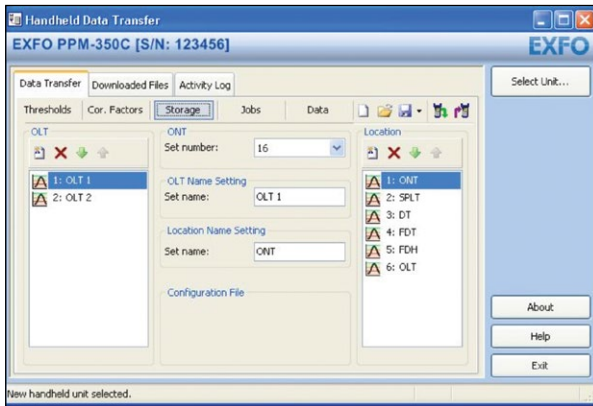 Handheld Data Transfer
EXFO PPM-350C [S/N: 123456]
EXFO
Data Transfer Downloaded Files Activity Log
Select Unit...
Thresholds Cor. Factors Storage Jobs Data
OLT
ONT
Location
Set number: 16
1: OLT 1
2: OLT 2
OLT Name Setting
Set name: OLT 1
Location Name Setting
Set name: ONT
Configuration File
1: ONT
2: SPLT
3: DT
4: FDT
5: FDH
6: OLT
About
Help
Exit
New handheld unit selected.